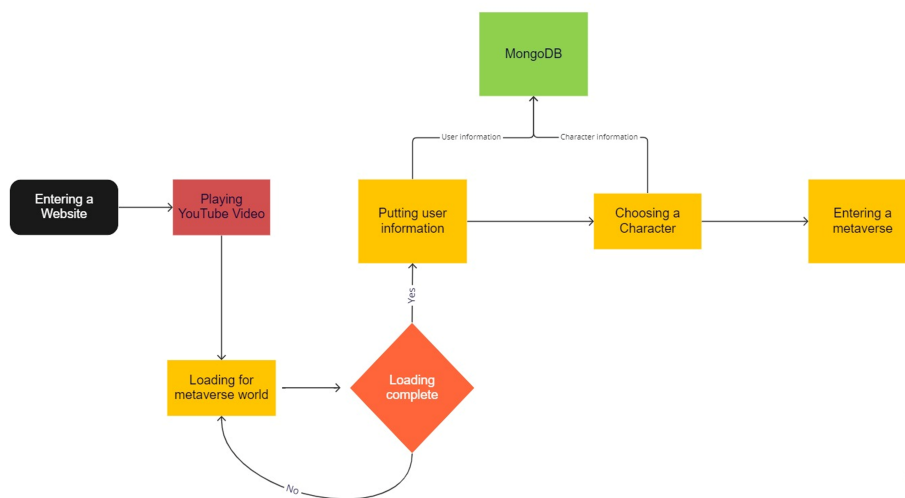 MongoDB
User information
Character information
Entering a
Website
Playing
YouTube Video
Putting user
information
Choosing a
Character
Entering a
metaverse
Yes
Loading for
metaverse world
Loading
complete
No